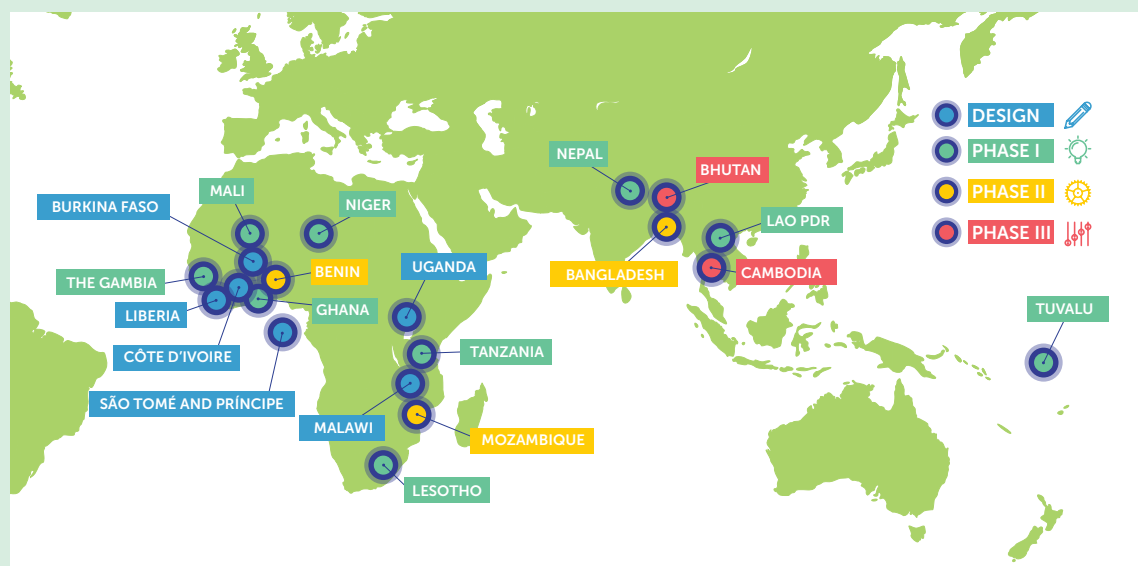 DESIGN
PHASE I
PHASE II
PHASE III
NEPAL
BHUTAN
MALI
NIGER
BURKINA FASO
LAO PDR
BENIN
UGANDA
THE GAMBIA
BANGLADESH
CAMBODIA
GHANA
LIBERIA
TUVALU
CÔTE D'IVOIRE
TANZANIA
SÃO TOMÉ AND PRÍNCIPE
MALAWI
MOZAMBIQUE
LESOTHO